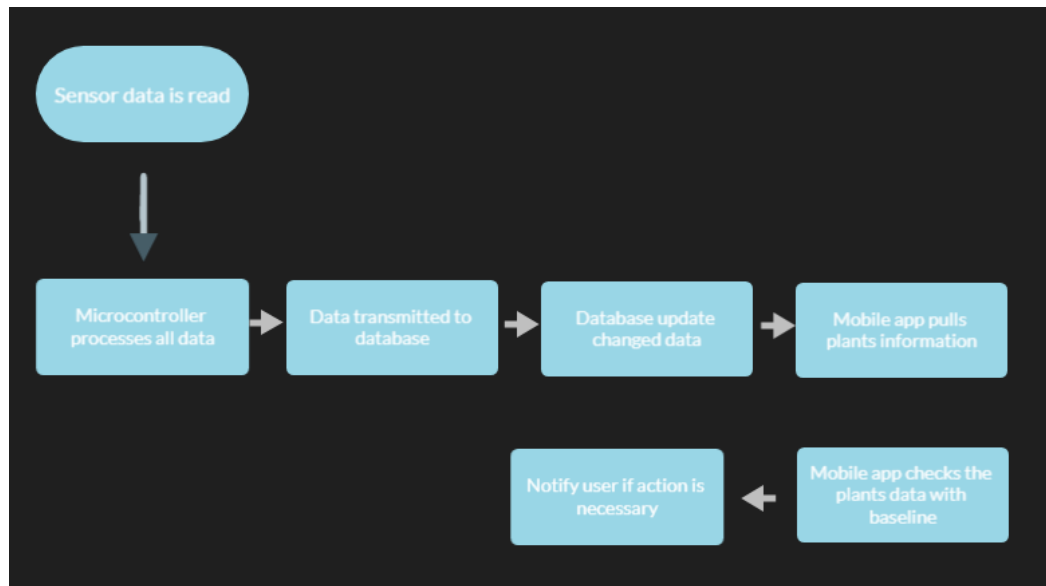 Sensor data is read
Microcontroller
processes all data
Data transmitted to
database
Database update
changed data
Mobile app pulls
plants information
Mobile app checks the
plants data with
baseline
Notify user if action is
necessary